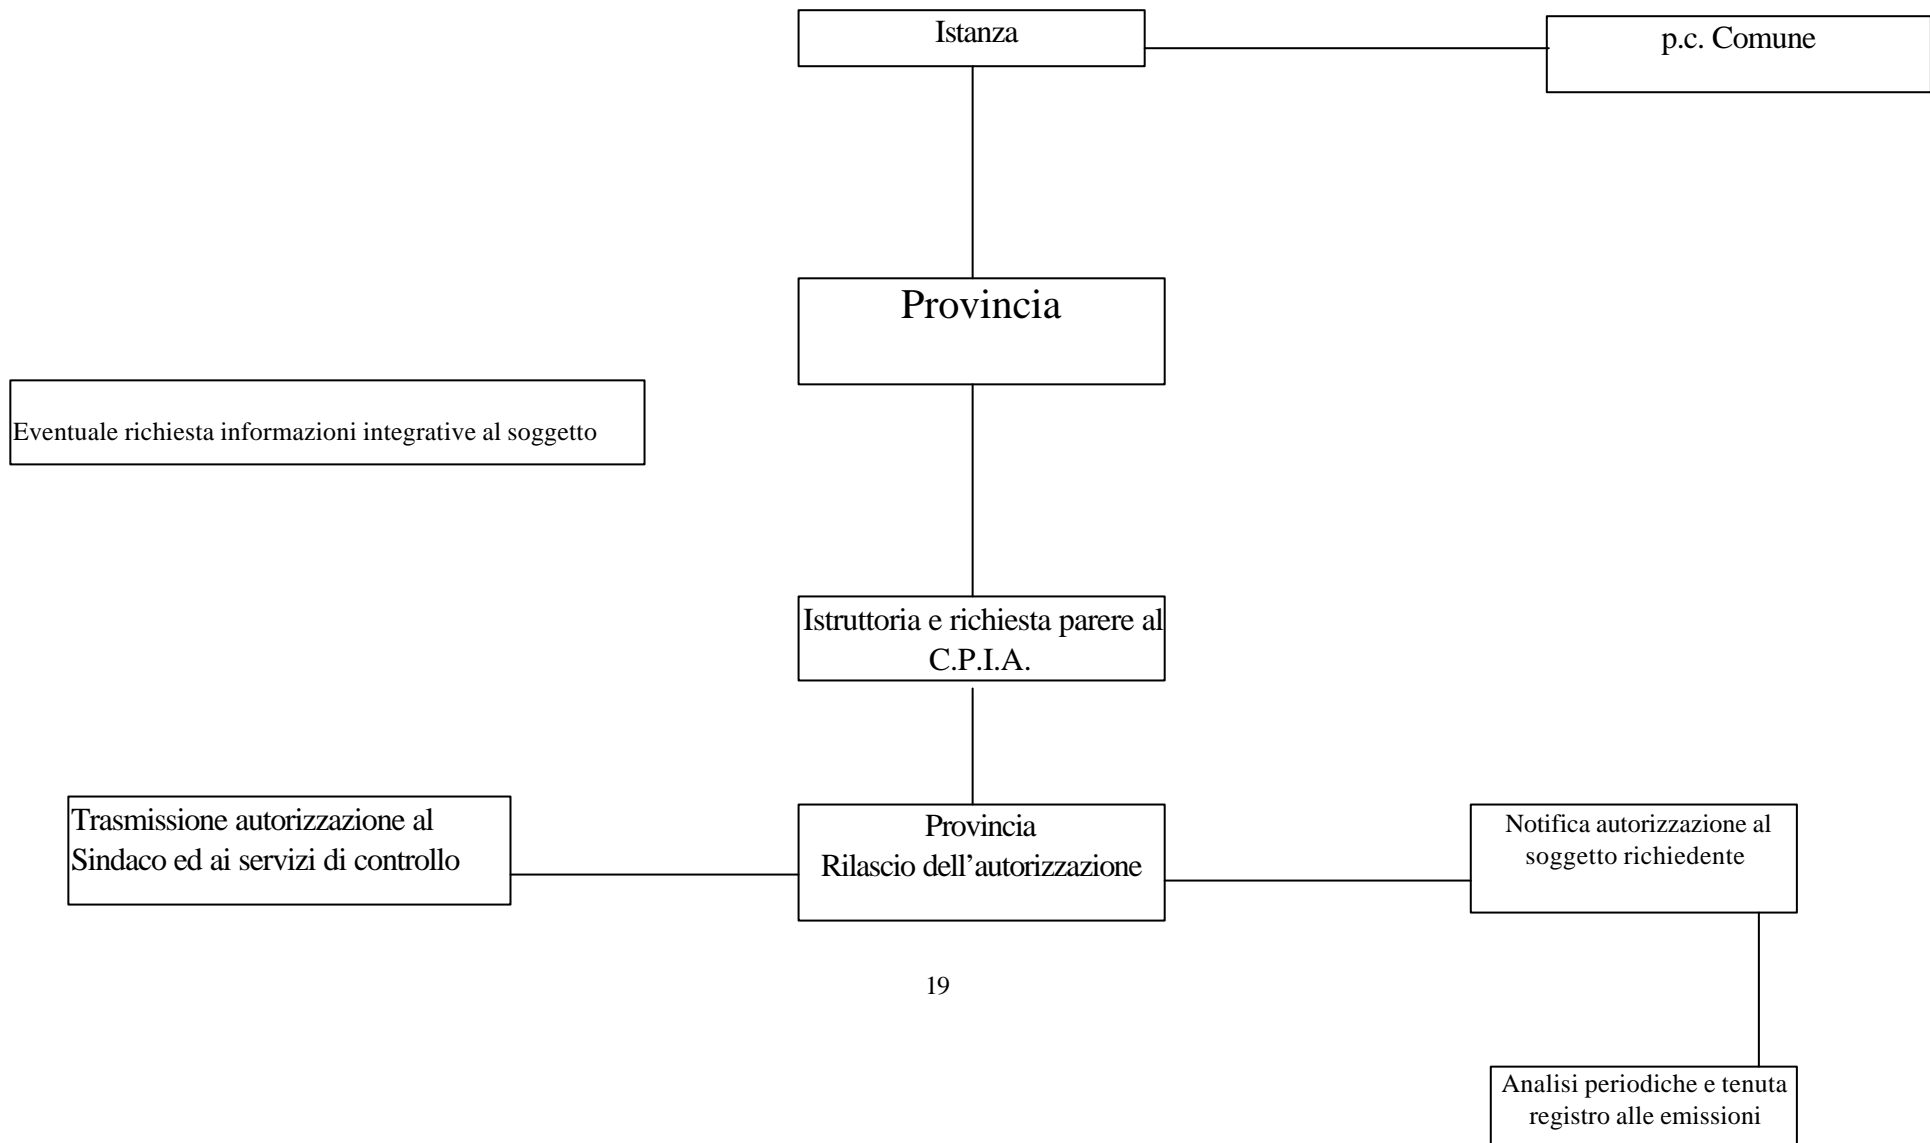 Istanza
p.c. Comune
Provincia
Eventuale richiesta informazioni integrative al soggetto
Istruttoria e richiesta parere al
C.P.I.A.
Trasmissione autorizzazione al
Sindaco ed ai servizi di controllo
Provincia
Rilascio dell’autorizzazione
Notifica autorizzazione al
soggetto richiedente
19
Analisi periodiche e tenuta
registro alle emissioni